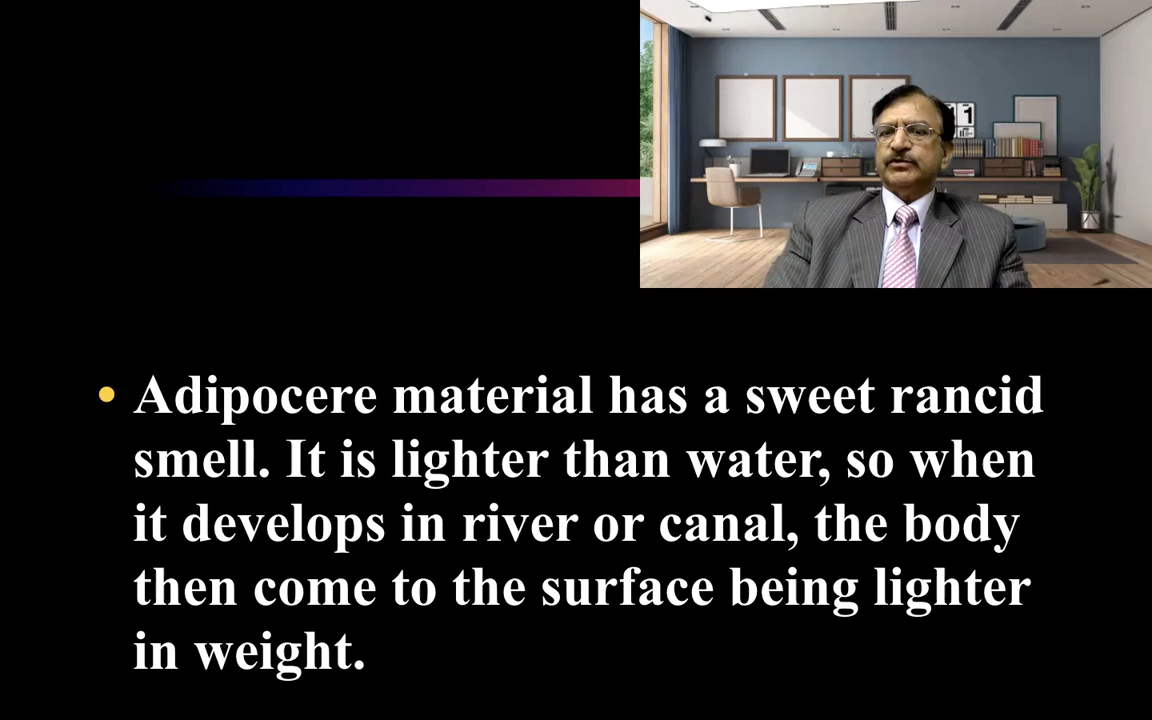 11
• Adipocere material has a sweet rancid
smell. It is lighter than water, so when
it develops in river or canal, the body
then come to the surface being lighter
in weight.